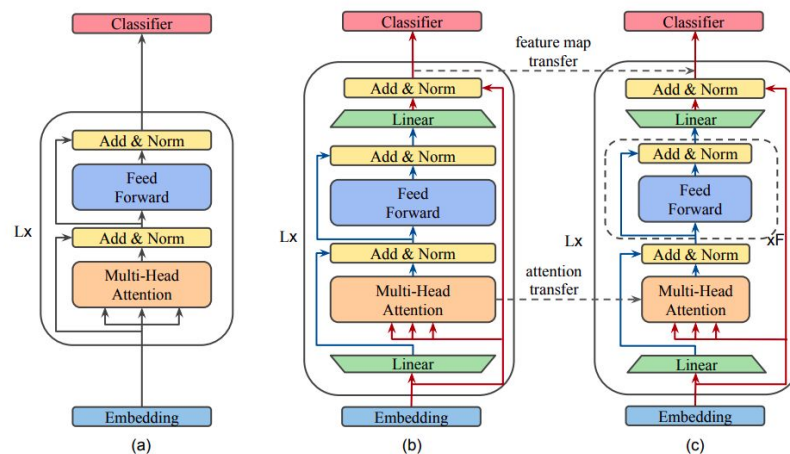 Classifier
Add & Norm
Feed
Forward
Lx
Add & Norm
Multi-Head
Attention
Embedding
(a)
Classifier
Add & Norm
Linear
Add & Norm
Feed
Forward
Lx
Add & Norm
Multi-Head
Attention
Linear
Embedding
(b)
feature map
transfer
attention
transfer
Classifier
Add & Norm
Linear
Add & Norm
Feed
Forward
xF
Lx
Add & Norm
Multi-Head
Attention
Linear
Embedding
(c)